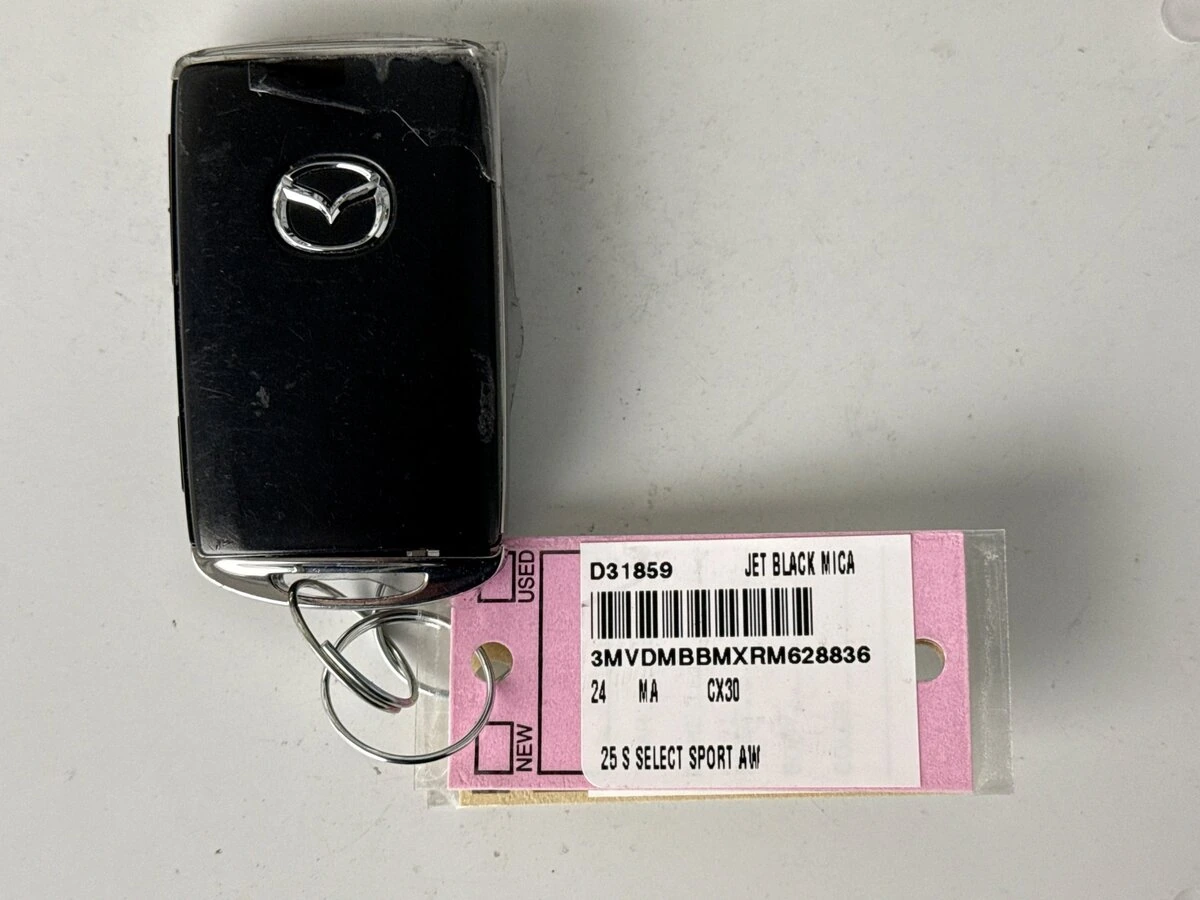 USED
NEW
D31859 JET BLACK MICA
3MVDMBBMXRM628836
24 MA CX30
25 S SELECT SPORT AW